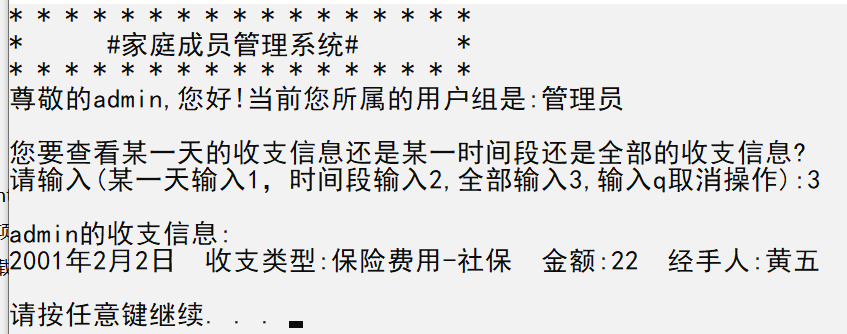 * * * * * * * * * * * * * * * * *
*      #家庭成员管理系统#       *
* * * * * * * * * * * * * * * * *
尊敬的admin,您好!当前您所属的用户组是:管理员
您要查看某一天的收支信息还是某一时间段还是全部的收支信息?
请输入(某一天输入1, 时间段输入2,全部输入3,输入q取消操作):3
admin的收支信息:
2001年2月2日  收支类型:保险费用-社保  金额:22  经手人:黄五
请按任意键继续. . .